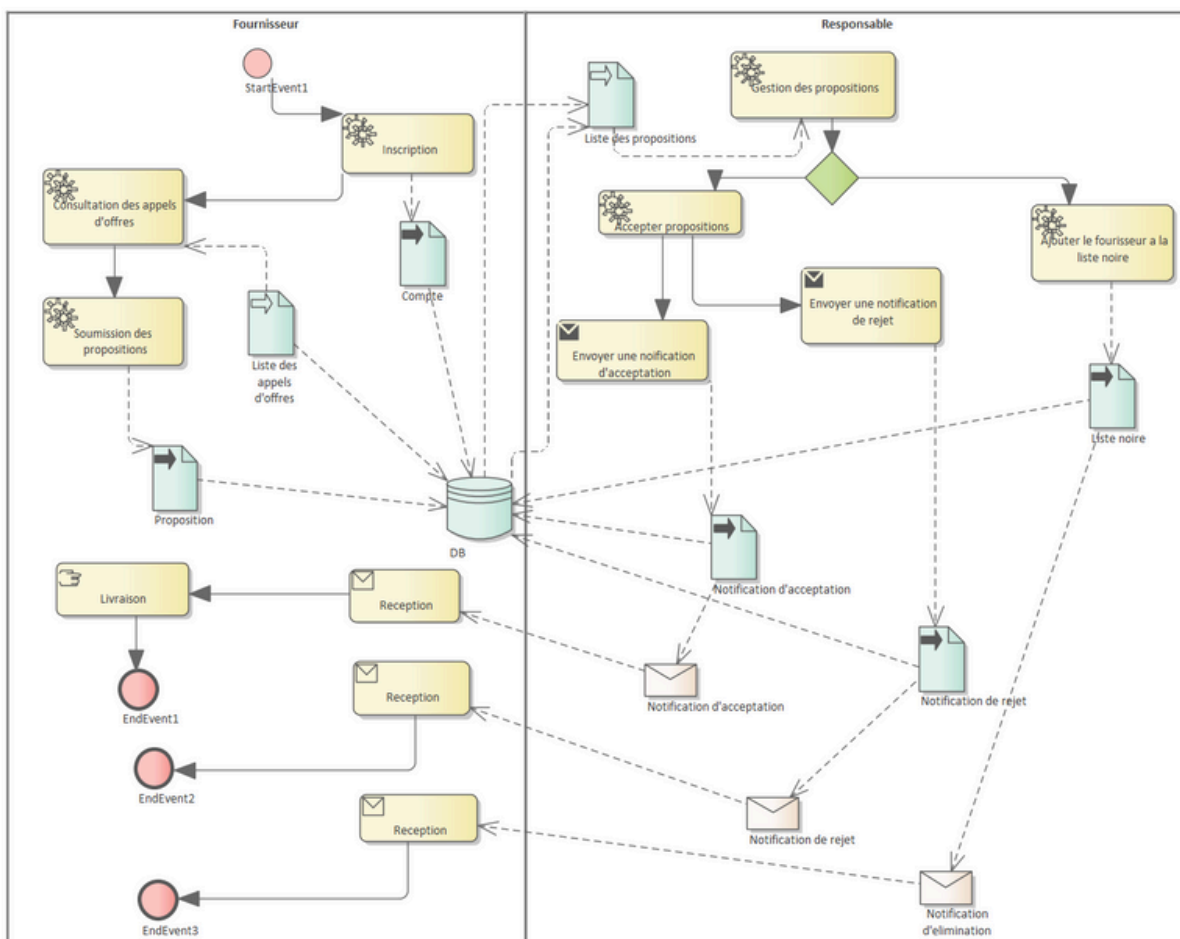 Fournisseur
Responsable
StartEvent1
Inscription
Consultation des appels
d'offres
Compte
Soumission des
propositions
Liste des
appels
d'offres
Proposition
DB
Livraison
Reception
EndEvent1
Reception
EndEvent2
Reception
EndEvent3
Liste des propositions
Gestion des propositions
Accepter propositions
Ajouter le fourisseur a la
liste noire
Envoyer une notification
de rejet
Envoyer une noification
d'acceptation
Liste noire
Notification d'acceptation
Notification d'acceptation
Notification de rejet
Notification de rejet
Notification
d'elimination